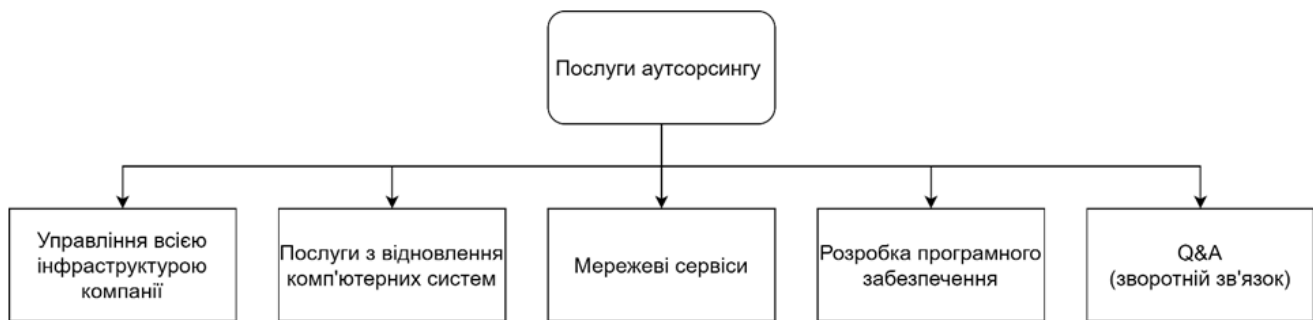 Послуги аутсорсингу
Управління всією
інфраструктурою
компанії
Послуги з відновлення
комп'ютерних систем
Мережеві сервіси
Розробка програмного
забезпечення
Q&A
(зворотній зв'язок)